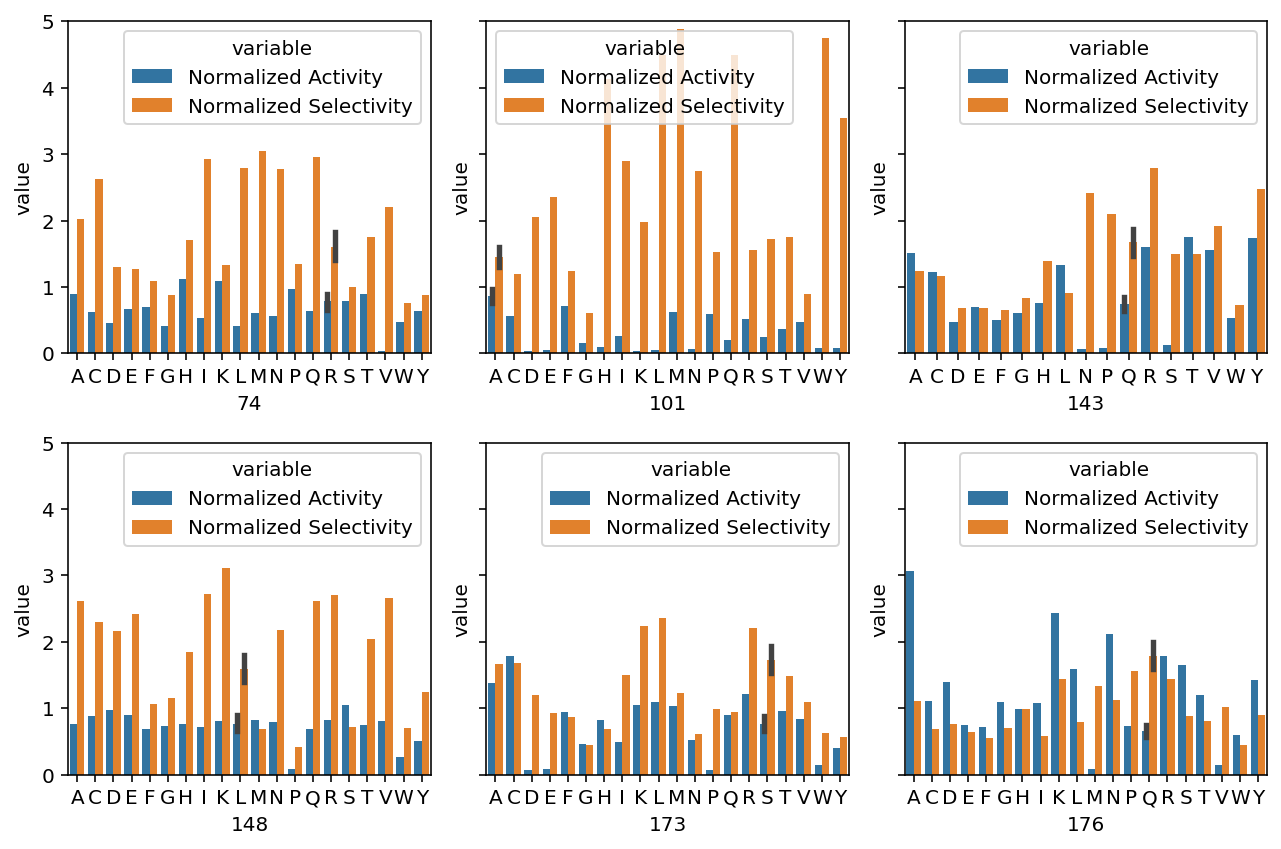 5
4
3
2
1
0
value
variable
Normalized Activity
Normalized Selectivity
A C D E F G H I K L M N P Q R S T V W Y
74
value
variable
Normalized Activity
Normalized Selectivity
A C D E F G H I K L M N P Q R S T V W Y
101
value
variable
Normalized Activity
Normalized Selectivity
A C D E F G H L N P Q R S T V W Y
143
5
4
3
2
1
0
value
variable
Normalized Activity
Normalized Selectivity
A C D E F G H I K L M N P Q R S T V W Y
148
value
variable
Normalized Activity
Normalized Selectivity
A C D E F G H I K L M N P Q R S T V W Y
173
value
variable
Normalized Activity
Normalized Selectivity
A C D E F G H I K L M N P Q R S T V W Y
176